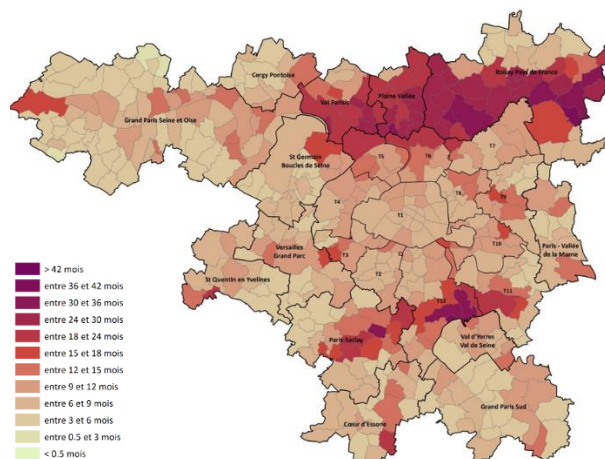 Cergy Pontoise
Roissy Pays de France
Val Parisis
Plaine Vallée
Grand Paris Seine et Oise
St Germain
Boucles de Seine
T5
T6
T7
T8
T9
T4
T1
Paris - Vallée
de la Marne
T10
Versailles
Grand Parc
T3
T2
St Quentin en Yvelines
T11
T12
Paris-Saclay
Val d'Yerres
Val de Seine
Grand Paris Sud
Cœur d'Essone
> 42 mois
entre 36 et 42 mois
entre 30 et 36 mois
entre 24 et 30 mois
entre 18 et 24 mois
entre 15 et 18 mois
entre 12 et 15 mois
entre 9 et 12 mois
entre 6 et 9 mois
entre 3 et 6 mois
entre 0.5 et 3 mois
< 0.5 mois